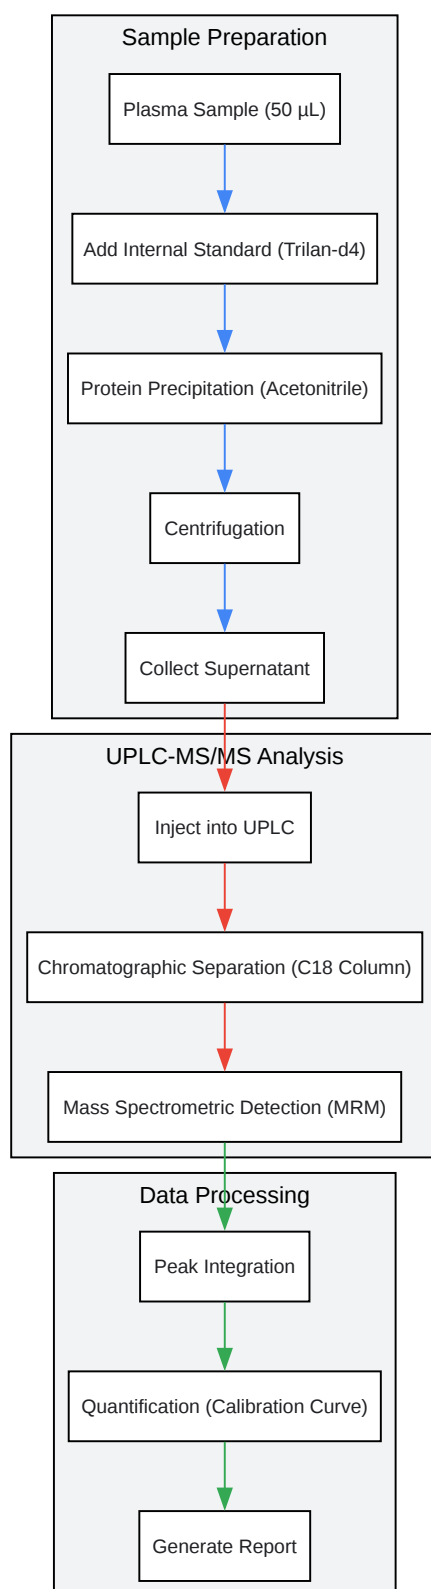 Sample Preparation
Plasma Sample (50 µL)
Add Internal Standard (Trilan-d4)
Protein Precipitation (Acetonitrile)
Centrifugation
Collect Supernatant
UPLC-MS/MS Analysis
Inject into UPLC
Chromatographic Separation (C18 Column)
Mass Spectrometric Detection (MRM)
Data Processing
Peak Integration
Quantification (Calibration Curve)
Generate Report